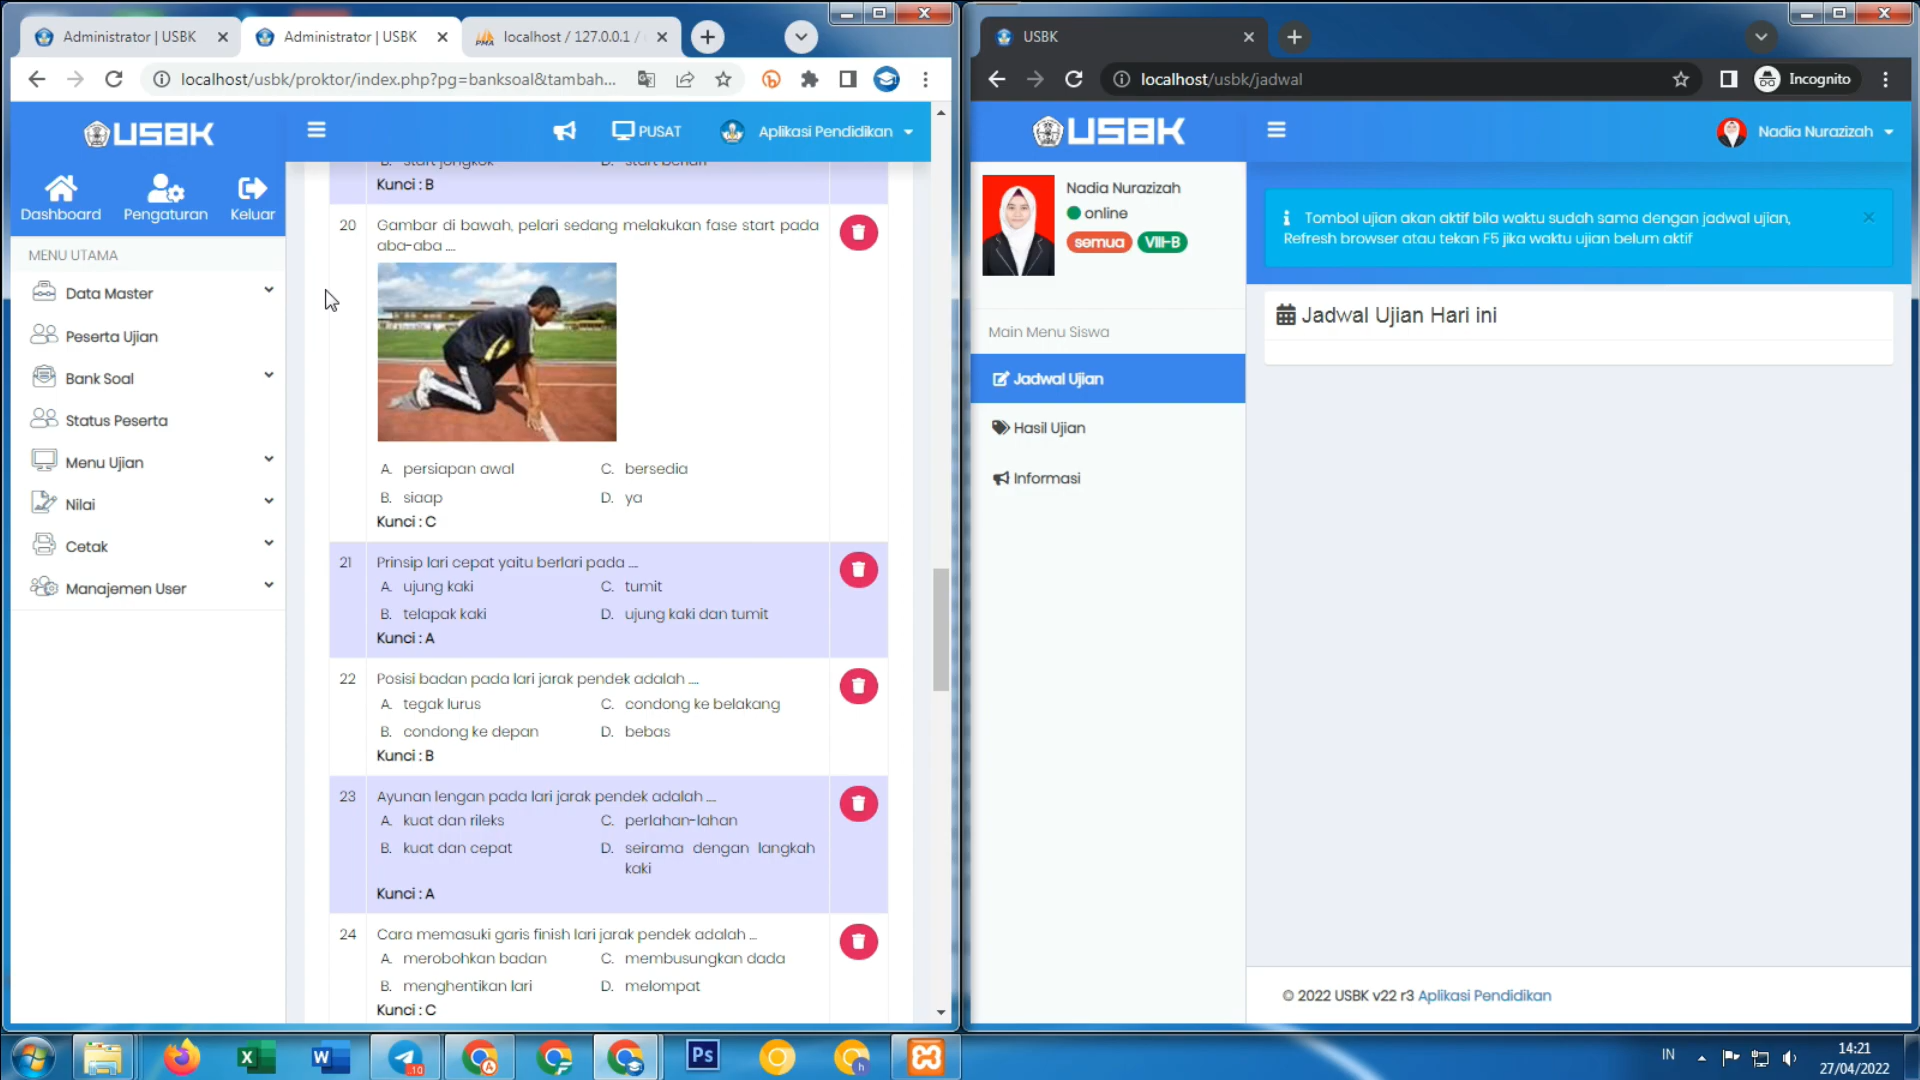 Administrator | USBK
Administrator | USBK
localhost / 127.0.0.1 /
localhost/usbk/proktor/index.php?pg=banksoal&tambah...
USBK
PUSAT
Aplikasi Pendidikan
Dashboard
Pengaturan
Keluar
MENU UTAMA
Data Master
Peserta Ujian
Bank Soal
Status Peserta
Menu Ujian
Nilai
Cetak
Manajemen User
B. start jongkok D. start berdiri
Kunci : B
20 Gambar di bawah, pelari sedang melakukan fase start pada
aba-aba ....
A. persiapan awal C. bersedia
B. siaap D. ya
Kunci : C
21 Prinsip lari cepat yaitu berlari pada ....
A. ujung kaki C. tumit
B. telapak kaki D. ujung kaki dan tumit
Kunci : A
22 Posisi badan pada lari jarak pendek adalah ....
A. tegak lurus C. condong ke belakang
B. condong ke depan D. bebas
Kunci : B
23 Ayunan lengan pada lari jarak pendek adalah ....
A. kuat dan rileks C. perlahan-lahan
B. kuat dan cepat D. seirama dengan langkah
kaki
Kunci : A
24 Cara memasuki garis finish lari jarak pendek adalah ...
A. merobohkan badan C. membusungkan dada
B. menghentikan lari D. melompat
Kunci : C
USBK
localhost/usbk/jadwal
Incognito
USBK
Nadia Nurazizah
Nadia Nurazizah
online
semua VIII-B
Main Menu Siswa
Jadwal Ujian
Hasil Ujian
Informasi
Tombol ujian akan aktif bila waktu sudah sama dengan jadwal ujian,
Refresh browser atau tekan F5 jika waktu ujian belum aktif
Jadwal Ujian Hari ini
© 2022 USBK v22 r3 Aplikasi Pendidikan
IN
14:21
27/04/2022